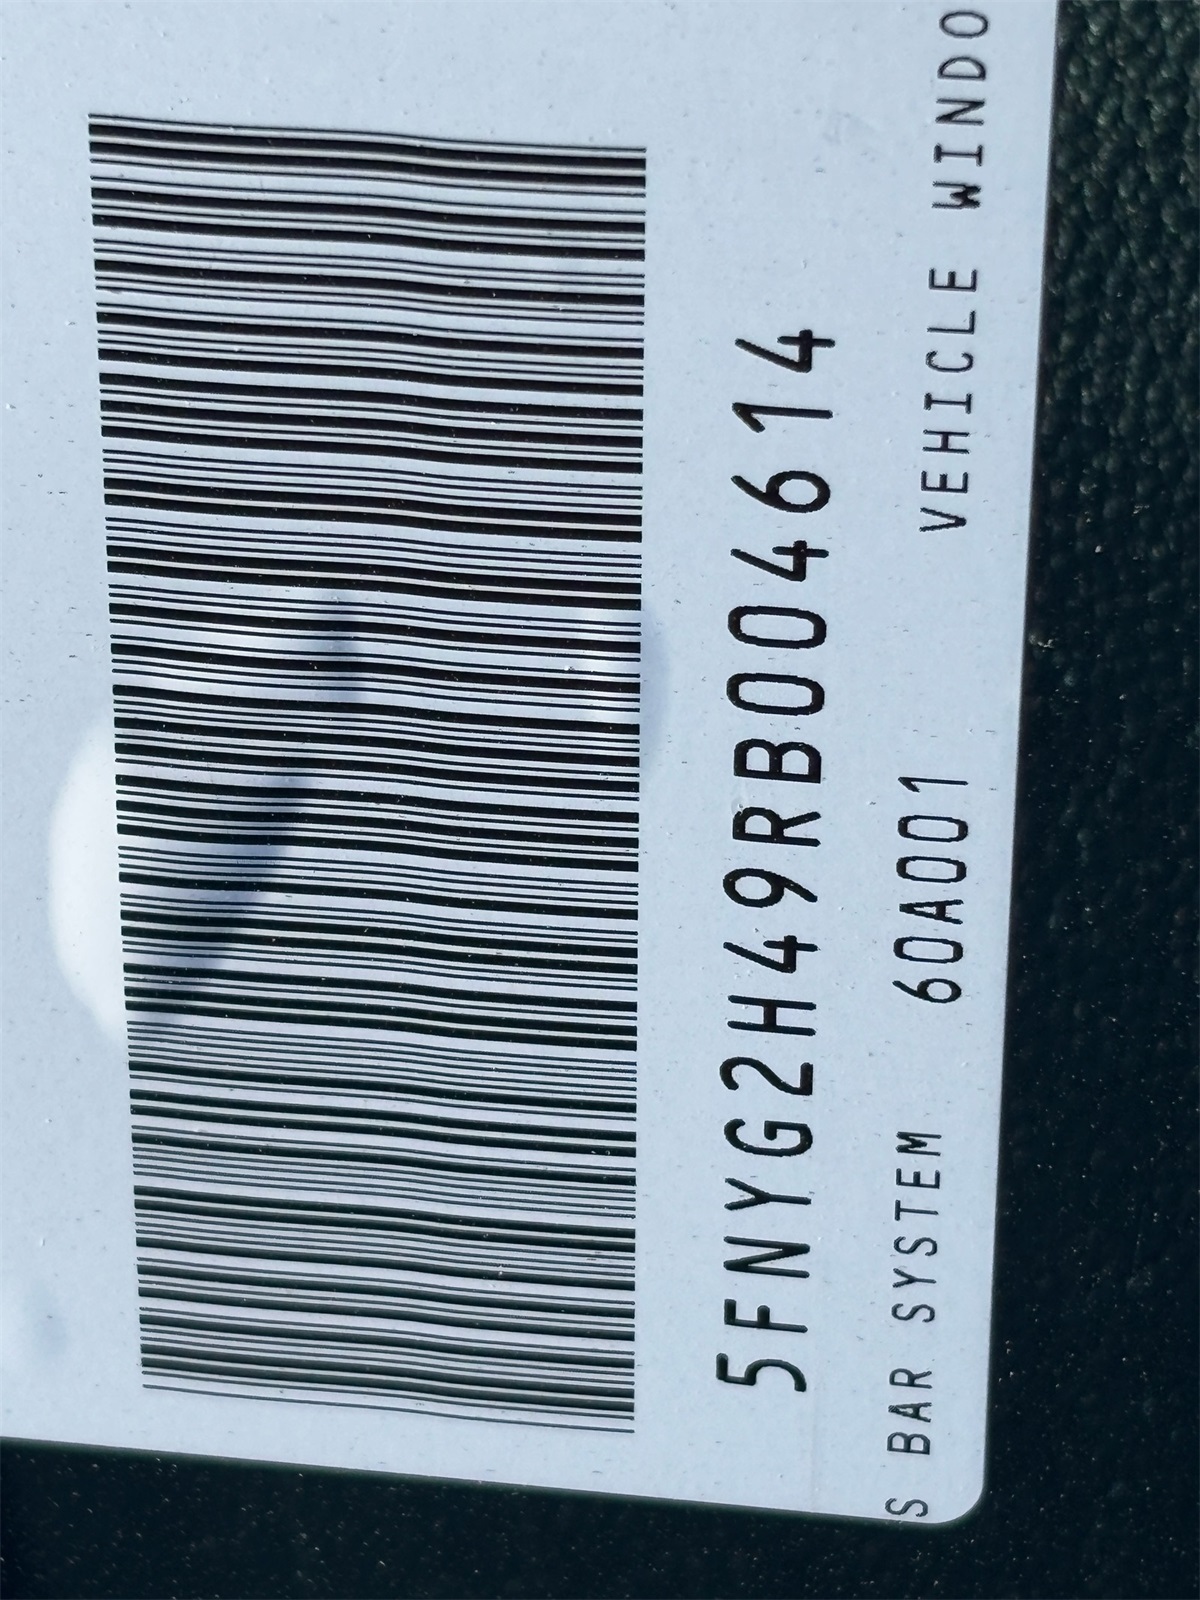 5FNYG2H49RB004614
S BAR SYSTEM 60A001 VEHICLE WINDO